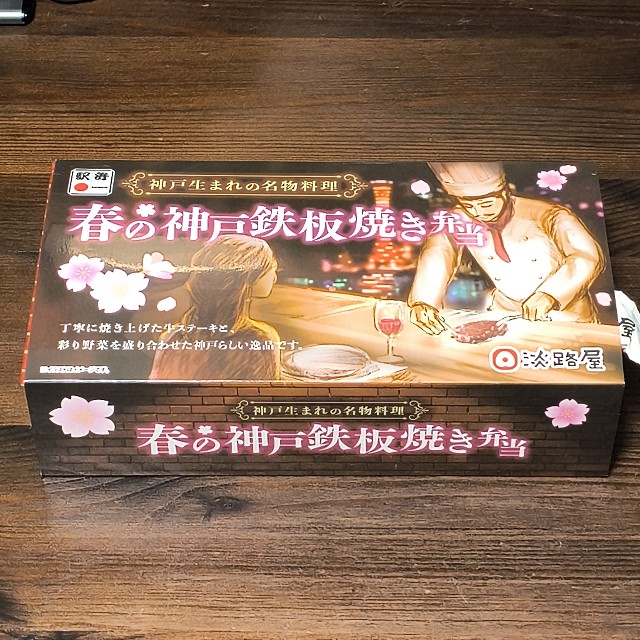 駅弁
神戸生まれの名物料理
春の神戸鉄板焼き弁当
丁寧に焼き上げた牛ステーキと、
彩り野菜を盛り合わせた神戸らしい逸品です。
淡路屋
神戸生まれの名物料理
春の神戸鉄板焼き弁当